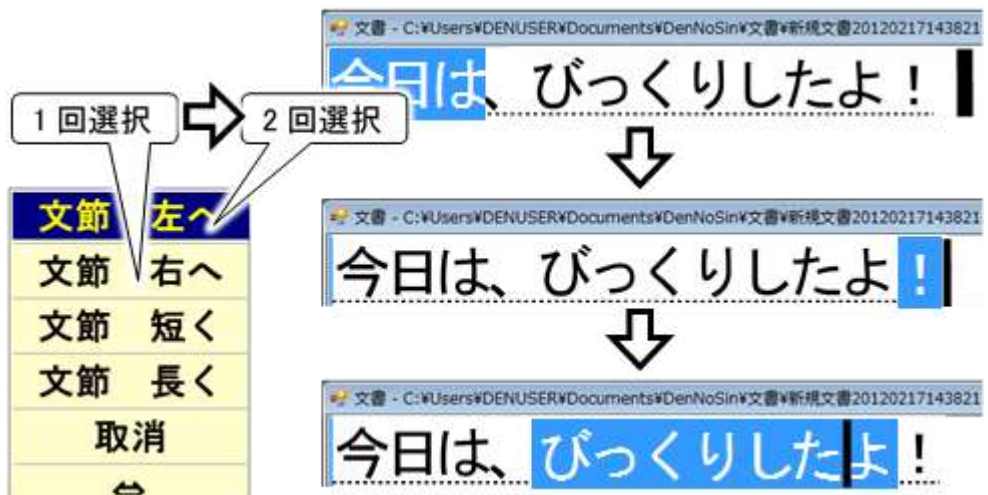 文書 - C:¥Users¥DENUSER¥Documents¥DenNoSin¥文書¥新規文書20120217143821
今日は、びっくりしたよ！
1回選択
2回選択
文書 - C:¥Users¥DENUSER¥Documents¥DenNoSin¥文書¥新規文書20120217143821
今日は、びっくりしたよ！
文書 - C:¥Users¥DENUSER¥Documents¥DenNoSin¥文書¥新規文書20120217143821
今日は、びっくりしたよ！
文節　左へ
文節　右へ
文節　短く
文節　長く
取消